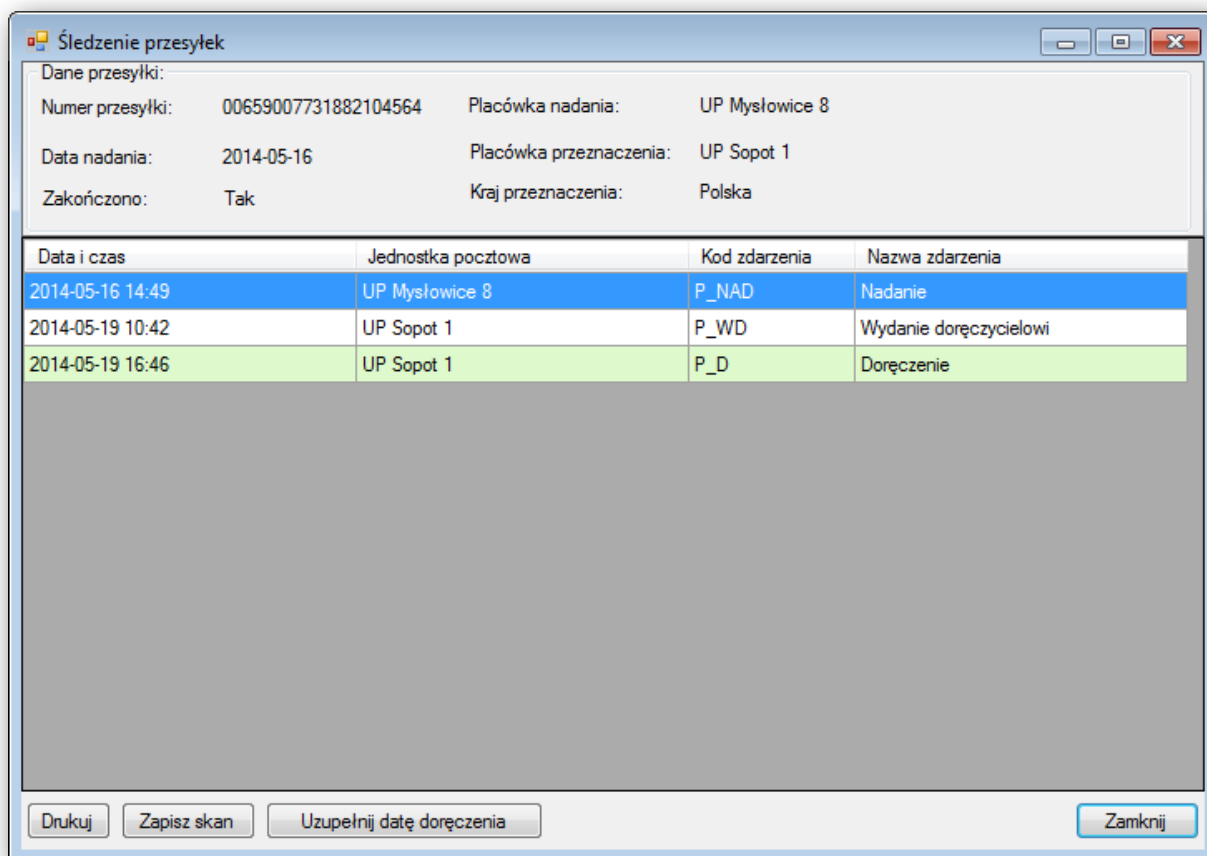 Śledzenie przesyłek
Dane przesyłki:
Numer przesyłki: 00659007731882104564 Placówka nadania: UP Mysłowice 8
Data nadania: 2014-05-16 Placówka przeznaczenia: UP Sopot 1
Zakończono: Tak Kraj przeznaczenia: Polska
Data i czas Jednostka pocztowa Kod zdarzenia Nazwa zdarzenia
2014-05-16 14:49 UP Mysłowice 8 P_NAD Nadanie
2014-05-19 10:42 UP Sopot 1 P_WD Wydanie doręczycielowi
2014-05-19 16:46 UP Sopot 1 P_D Doręczenie
Drukuj Zapisz skan Uzupełnij datę doręczenia Zamknij